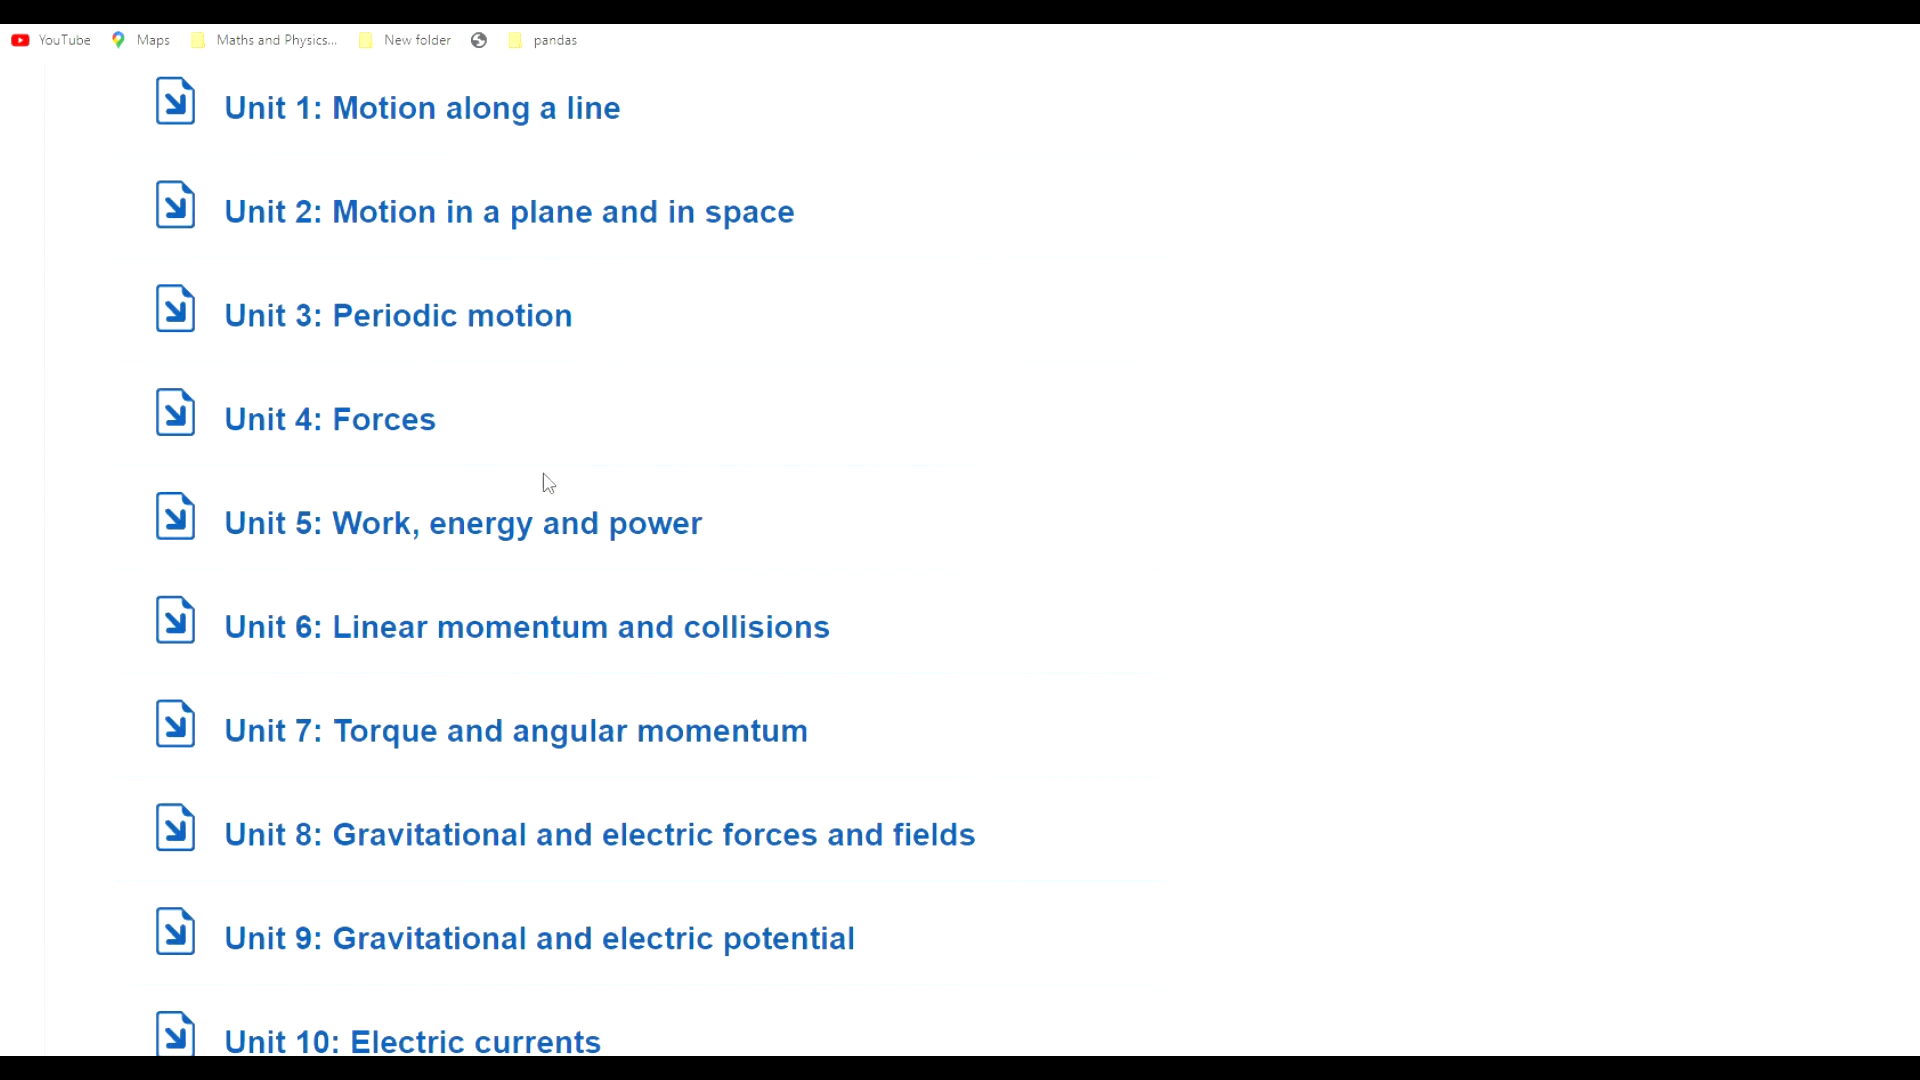 YouTube Maps Maths and Physics... New folder pandas
Unit 1: Motion along a line
Unit 2: Motion in a plane and in space
Unit 3: Periodic motion
Unit 4: Forces
Unit 5: Work, energy and power
Unit 6: Linear momentum and collisions
Unit 7: Torque and angular momentum
Unit 8: Gravitational and electric forces and fields
Unit 9: Gravitational and electric potential
Unit 10: Electric currents